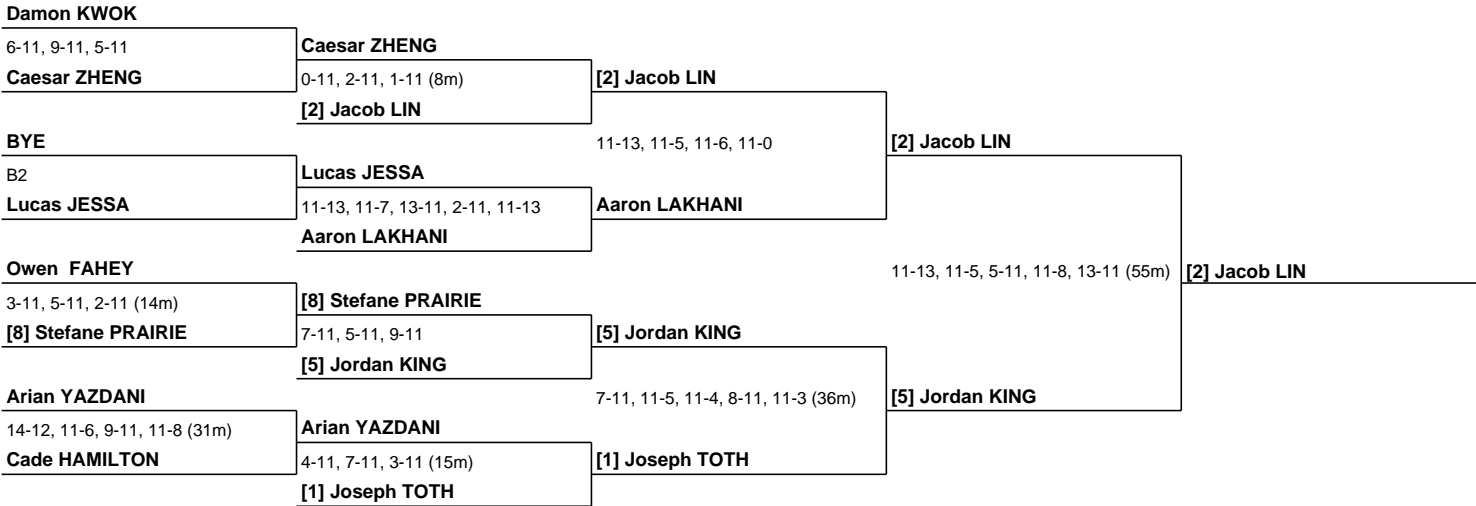 Damon KWOK
6-11, 9-11, 5-11
Caesar ZHENG
Caesar ZHENG
0-11, 2-11, 1-11 (8m)
[2] Jacob LIN
[2] Jacob LIN
BYE
B2
Lucas JESSA
Lucas JESSA
11-13, 11-7, 13-11, 2-11, 11-13
Aaron LAKHANI
Aaron LAKHANI
11-13, 11-5, 11-6, 11-0
[2] Jacob LIN
Owen  FAHEY
3-11, 5-11, 2-11 (14m)
[8] Stefane PRAIRIE
[8] Stefane PRAIRIE
7-11, 5-11, 9-11
[5] Jordan KING
[5] Jordan KING
Arian YAZDANI
14-12, 11-6, 9-11, 11-8 (31m)
Cade HAMILTON
Arian YAZDANI
4-11, 7-11, 3-11 (15m)
[1] Joseph TOTH
[1] Joseph TOTH
7-11, 11-5, 11-4, 8-11, 11-3 (36m)
[5] Jordan KING
11-13, 11-5, 5-11, 11-8, 13-11 (55m)
[2] Jacob LIN